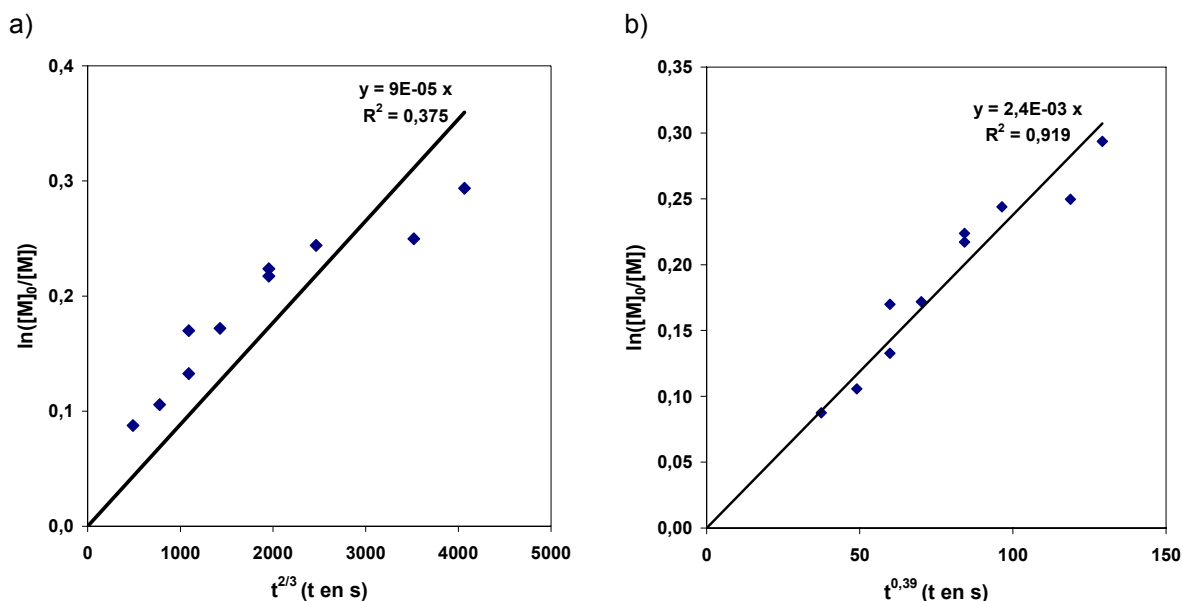 a)
0,4
0,3
0,2
0,1
0,0
ln([M]₀/[M])
y = 9E-05 x
R² = 0,375
0 1000 2000 3000 4000 5000
t^{2/3} (t en s)
b)
0,35
0,30
0,25
0,20
0,15
0,10
0,05
0,00
ln([M]₀/[M])
y = 2,4E-03 x
R² = 0,919
0 50 100 150
t^{0,39} (t en s)